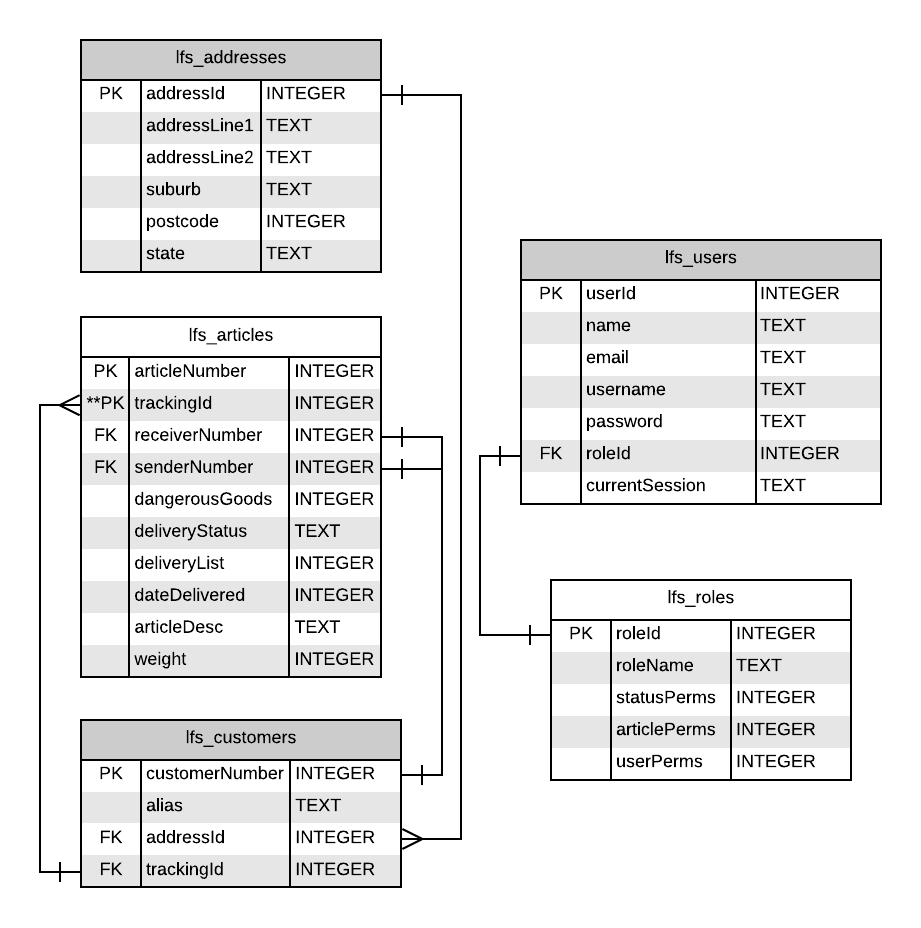 lfs_addresses
PK addressId INTEGER
addressLine1 TEXT
addressLine2 TEXT
suburb TEXT
postcode INTEGER
state TEXT
lfs_articles
PK articleNumber INTEGER
**PK trackingId INTEGER
FK receiverNumber INTEGER
FK senderNumber INTEGER
dangerousGoods INTEGER
deliveryStatus TEXT
deliveryList INTEGER
dateDelivered INTEGER
articleDesc TEXT
weight INTEGER
lfs_customers
PK customerNumber INTEGER
alias TEXT
FK addressId INTEGER
FK trackingId INTEGER
lfs_users
PK userId INTEGER
name TEXT
email TEXT
username TEXT
password TEXT
FK roleId INTEGER
currentSession TEXT
lfs_roles
PK roleId INTEGER
roleName TEXT
statusPerms INTEGER
articlePerms INTEGER
userPerms INTEGER